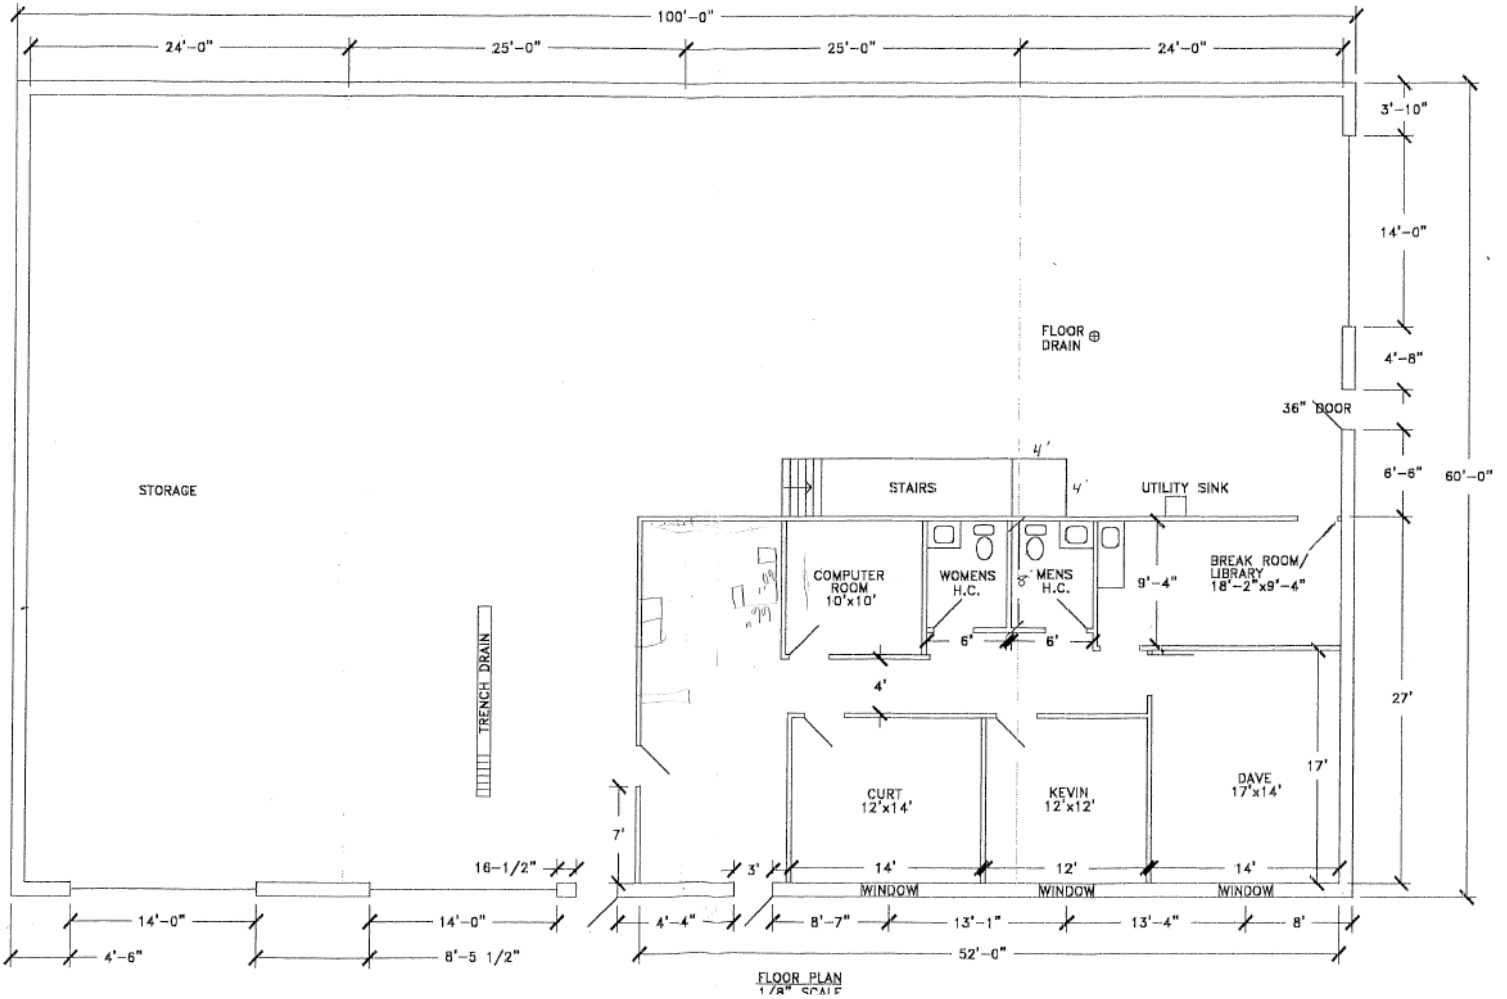 100'-0"
24'-0"
25'-0"
25'-0"
24'-0"
3'-10"
14'-0"
FLOOR
DRAIN
4'-8"
36" DOOR
4'
6'-6"
60'-0"
STORAGE
STAIRS
4'
UTILITY SINK
COMPUTER
ROOM
10'x10'
WOMENS
H.C.
8'
MENS
H.C.
9'-4"
BREAK ROOM/
LIBRARY
18'-2"x9'-4"
TRENCH DRAIN
6'
6'
4'
27'
17'
CURT
12'x14'
KEVIN
12'x12'
DAVE
17'x14'
7'
16-1/2"
3'
14'
12'
14'
WINDOW
WINDOW
WINDOW
14'-0"
14'-0"
4'-4"
8'-7"
13'-1"
13'-4"
8'
4'-6"
8'-5 1/2"
52'-0"
FLOOR PLAN
1/8" SCALE